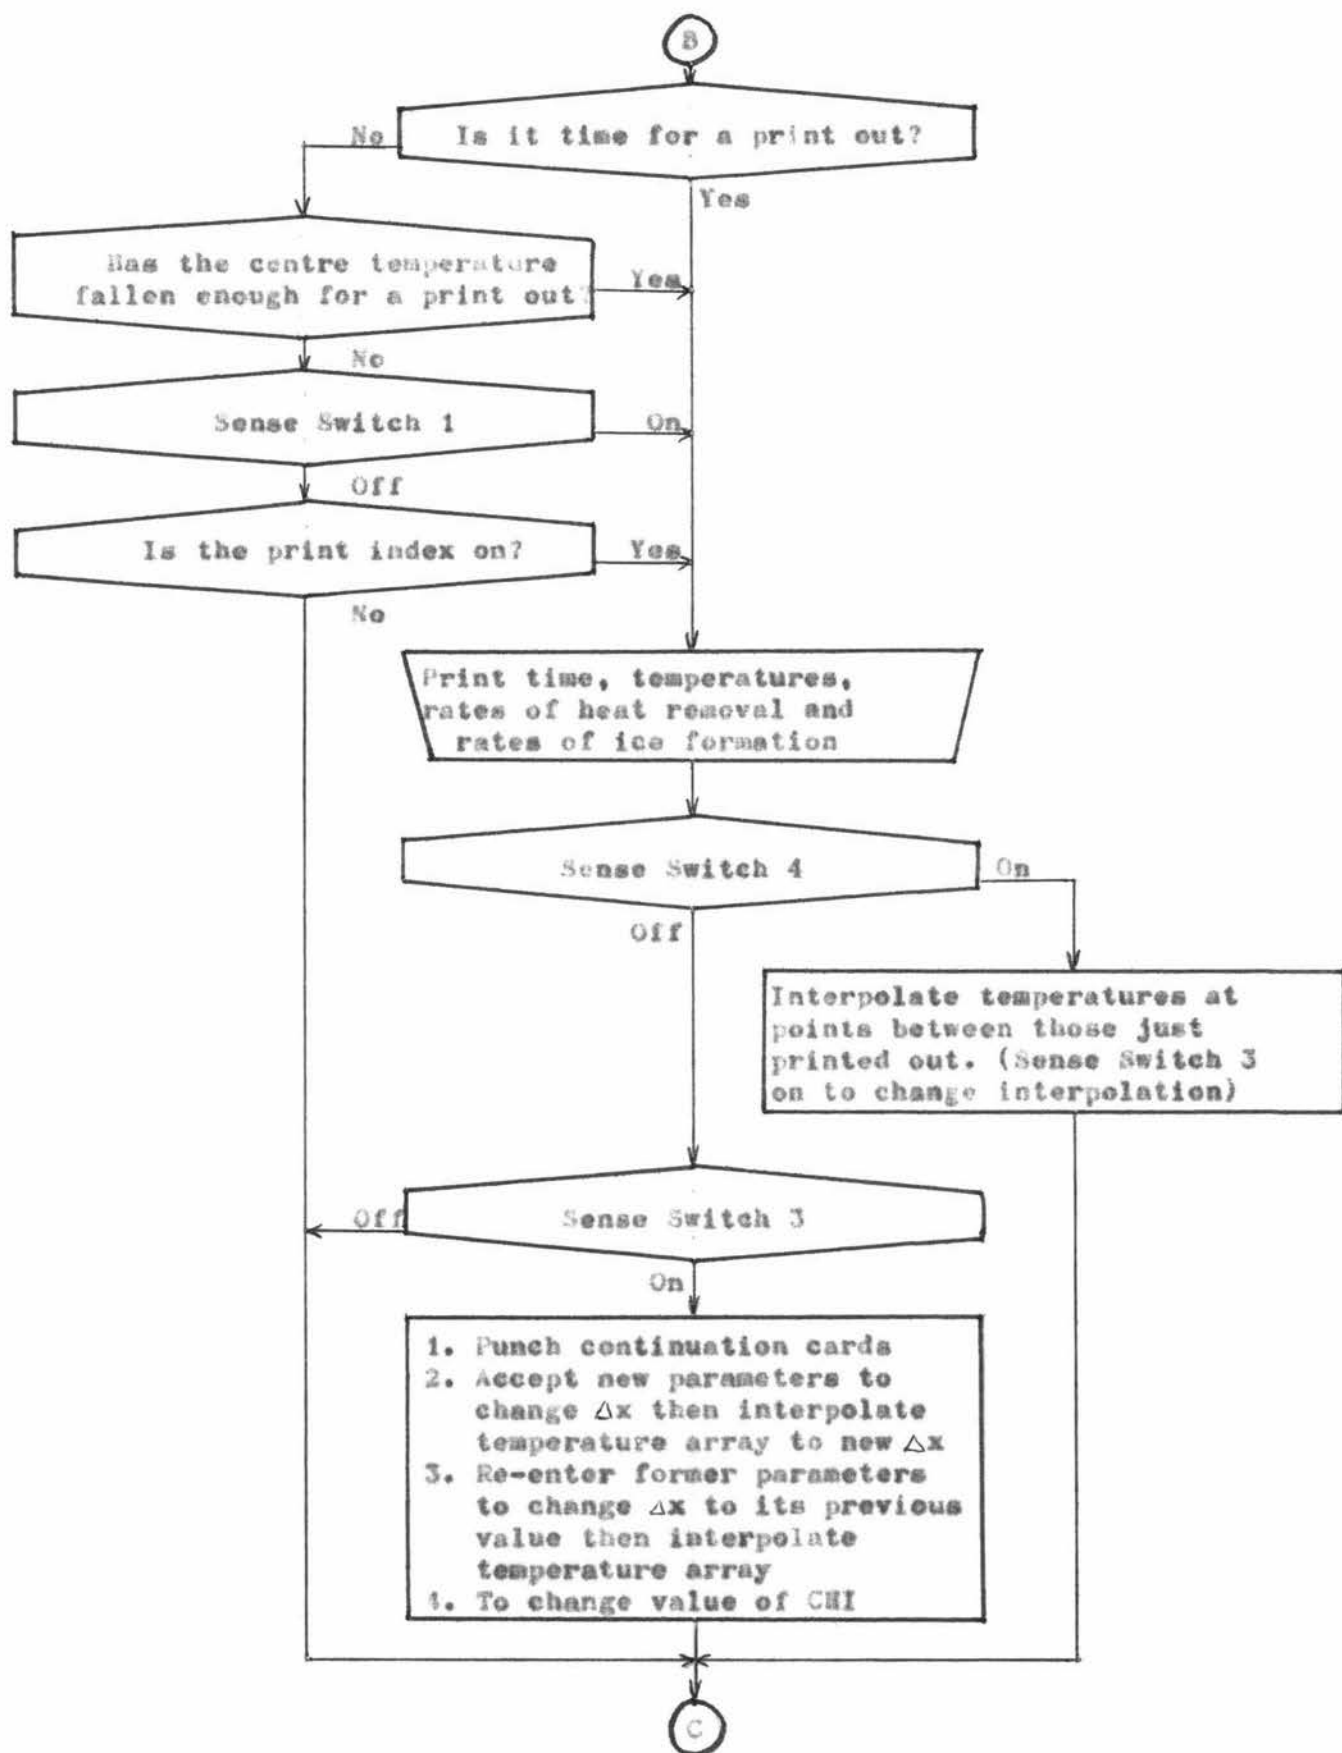 B
Is it time for a print out?
No
Yes
Has the centre temperature
fallen enough for a print out?
Yes
No
Sense Switch 1
On
Off
Is the print index on?
Yes
No
Print time, temperatures,
rates of heat removal and
rates of ice formation
Sense Switch 4
On
Off
Interpolate temperatures at
points between those just
printed out. (Sense Switch 3
on to change interpolation)
Sense Switch 3
Off
On
1. Punch continuation cards
2. Accept new parameters to
change Δx then interpolate
temperature array to new Δx
3. Re-enter former parameters
to change Δx to its previous
value then interpolate
temperature array
4. To change value of CHI
C